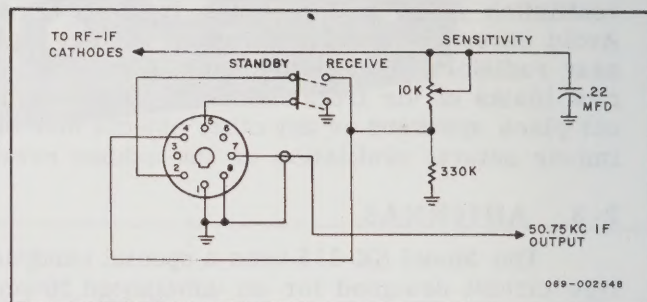 TO RF-IF
CATHODES
SENSITIVITY
STANDBY RECEIVE
10K
.22
MFD
5
4 6
3 7
2 8
1
330K
50.75KC IF
OUTPUT
089-002548